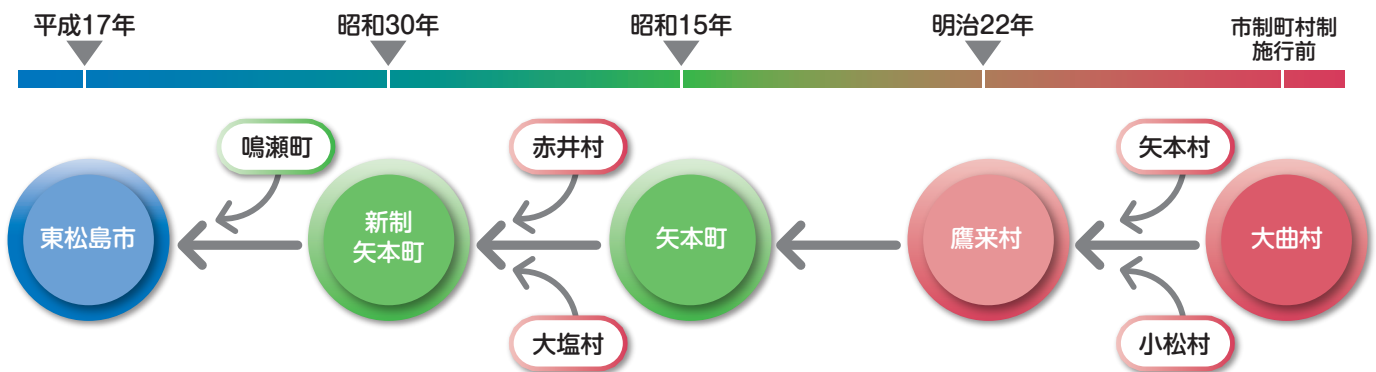 平成17年
昭和30年
昭和15年
明治22年
市制町村制
施行前
鳴瀬町
赤井村
矢本村
東松島市
新制
矢本町
矢本町
鷹来村
大曲村
大塩村
小松村